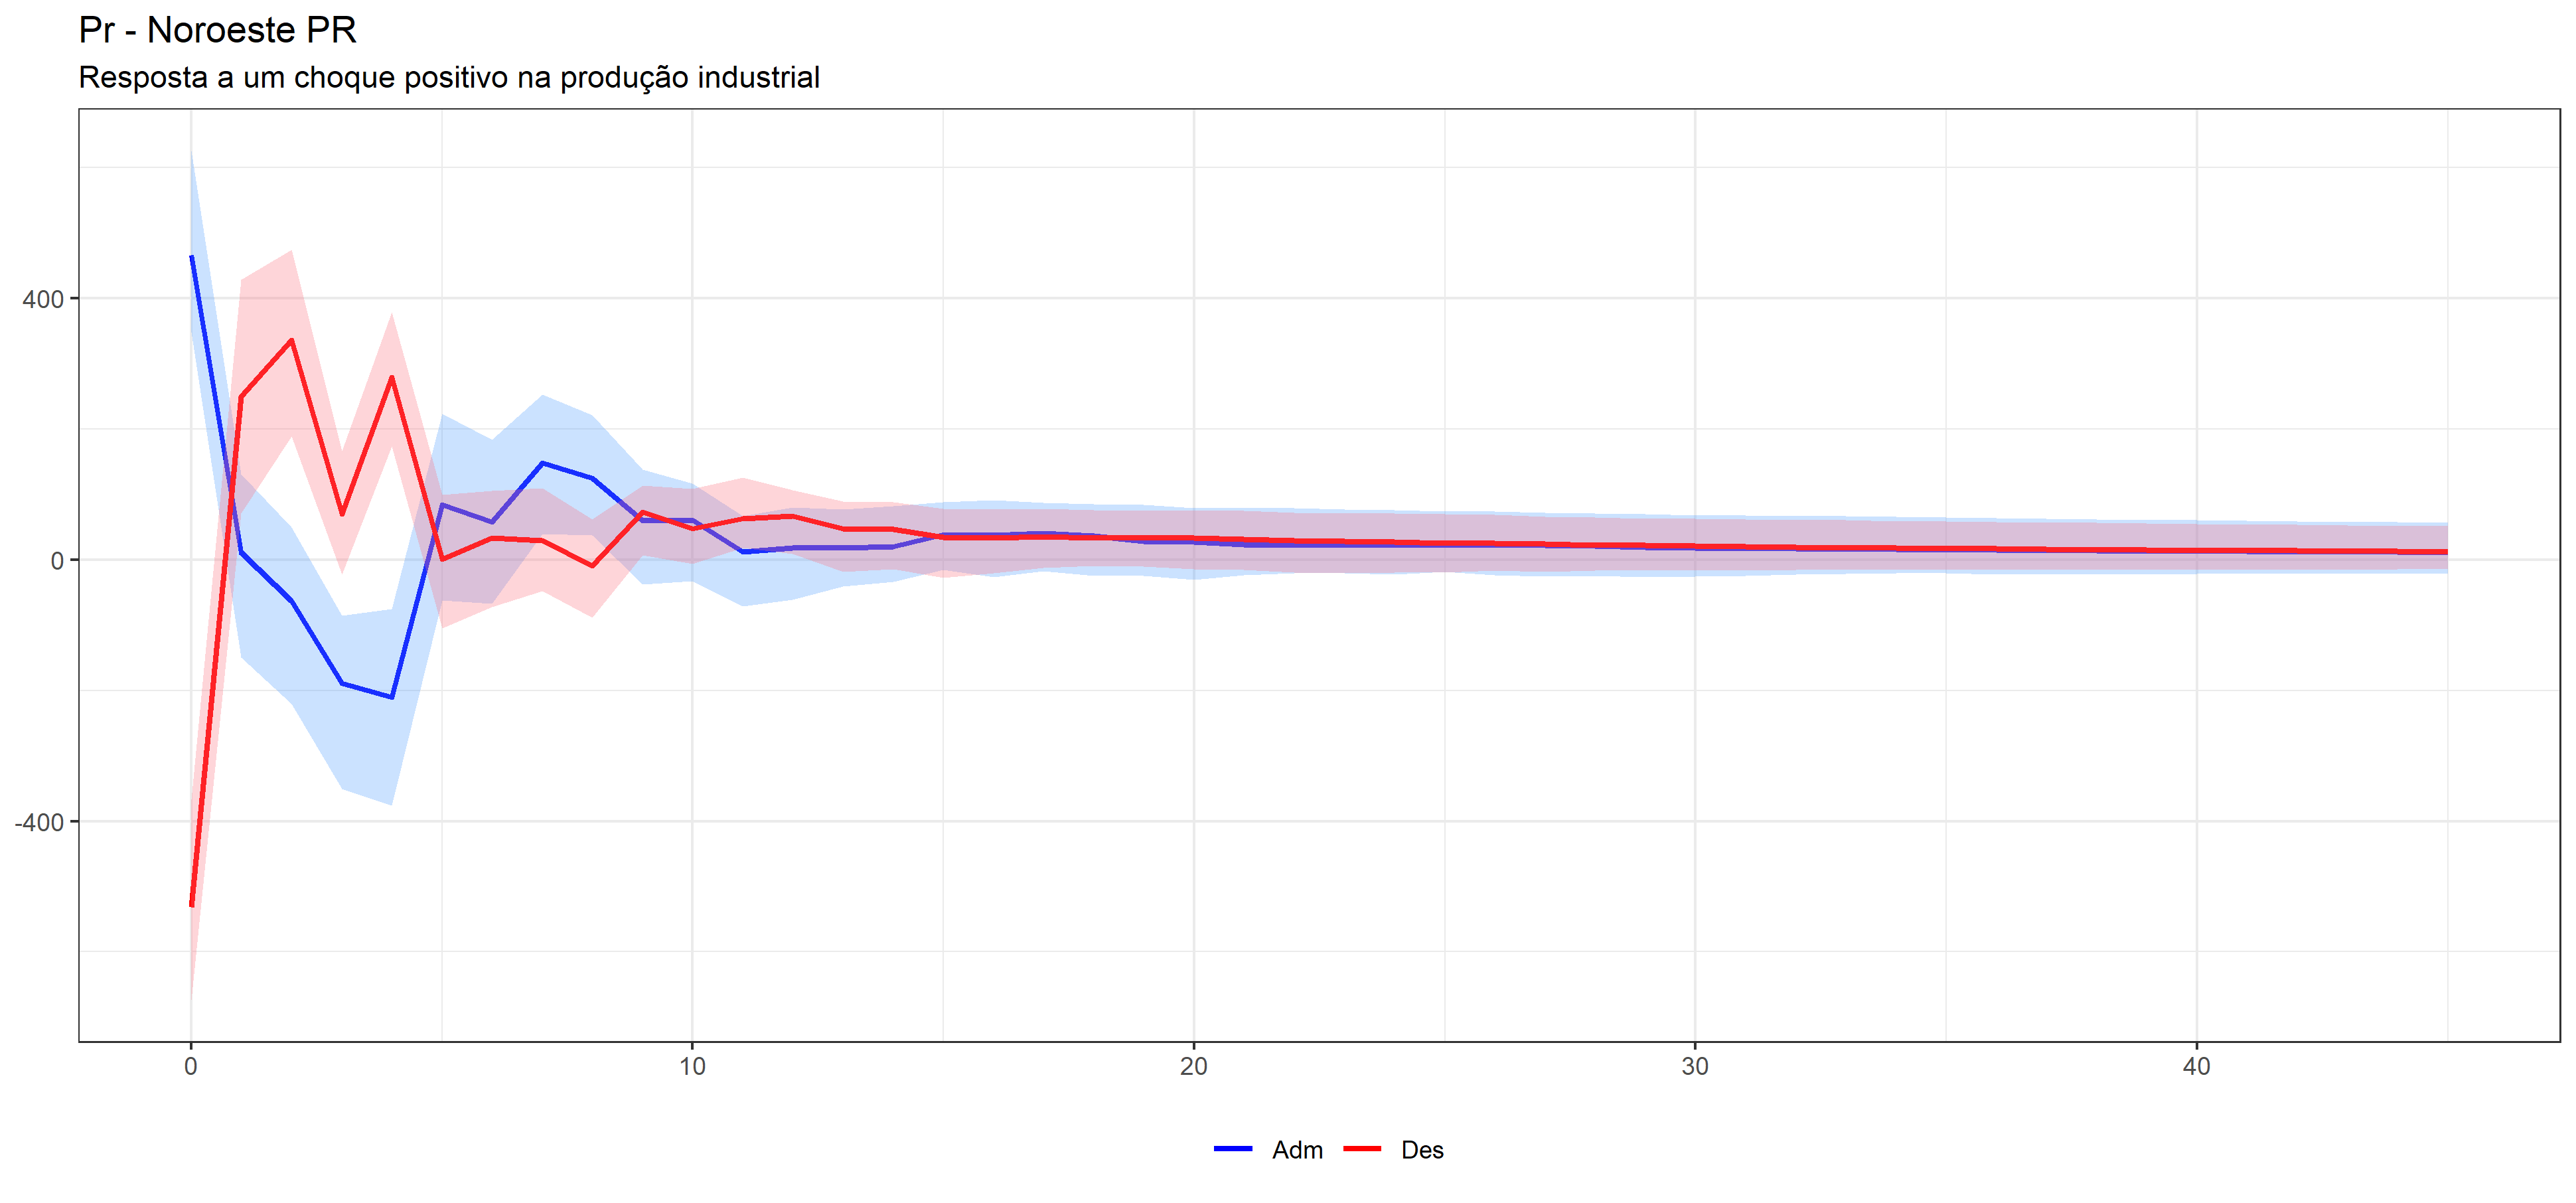 Pr - Noroeste PR
Resposta a um choque positivo na produção industrial
400
0
-400
0 10 20 30 40
Adm Des